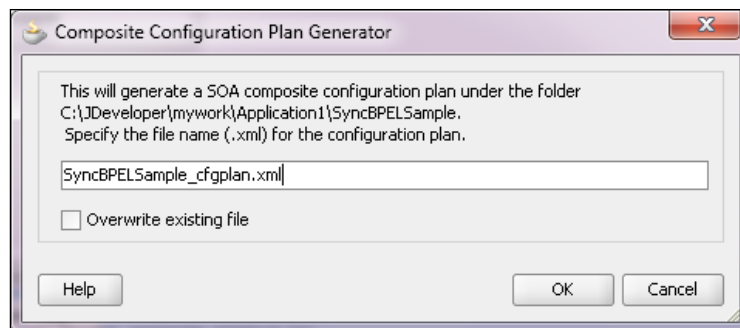 Composite Configuration Plan Generator
This will generate a SOA composite configuration plan under the folder
C:\JDeveloper\mywork\Application1\SyncBPELSample.
Specify the file name (.xml) for the configuration plan.
SyncBPELSample_cfgplan.xml
Overwrite existing file
Help OK Cancel